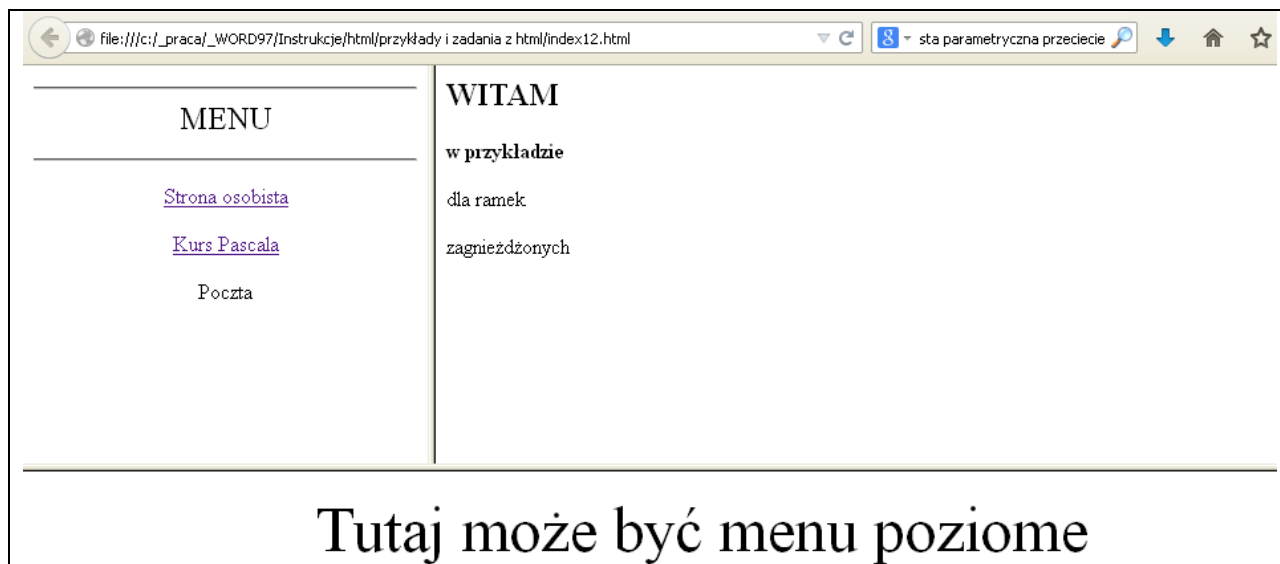 file:///c:/_praca/_WORD97/Instrukcje/html/przykłady i zadania z html/index12.html
sta parametryczna przeciecie
MENU
Strona osobista
Kurs Pascala
Poczta
WITAM
w przykładzie
dla ramek
zagnieżdżonych
Tutaj może być menu poziome